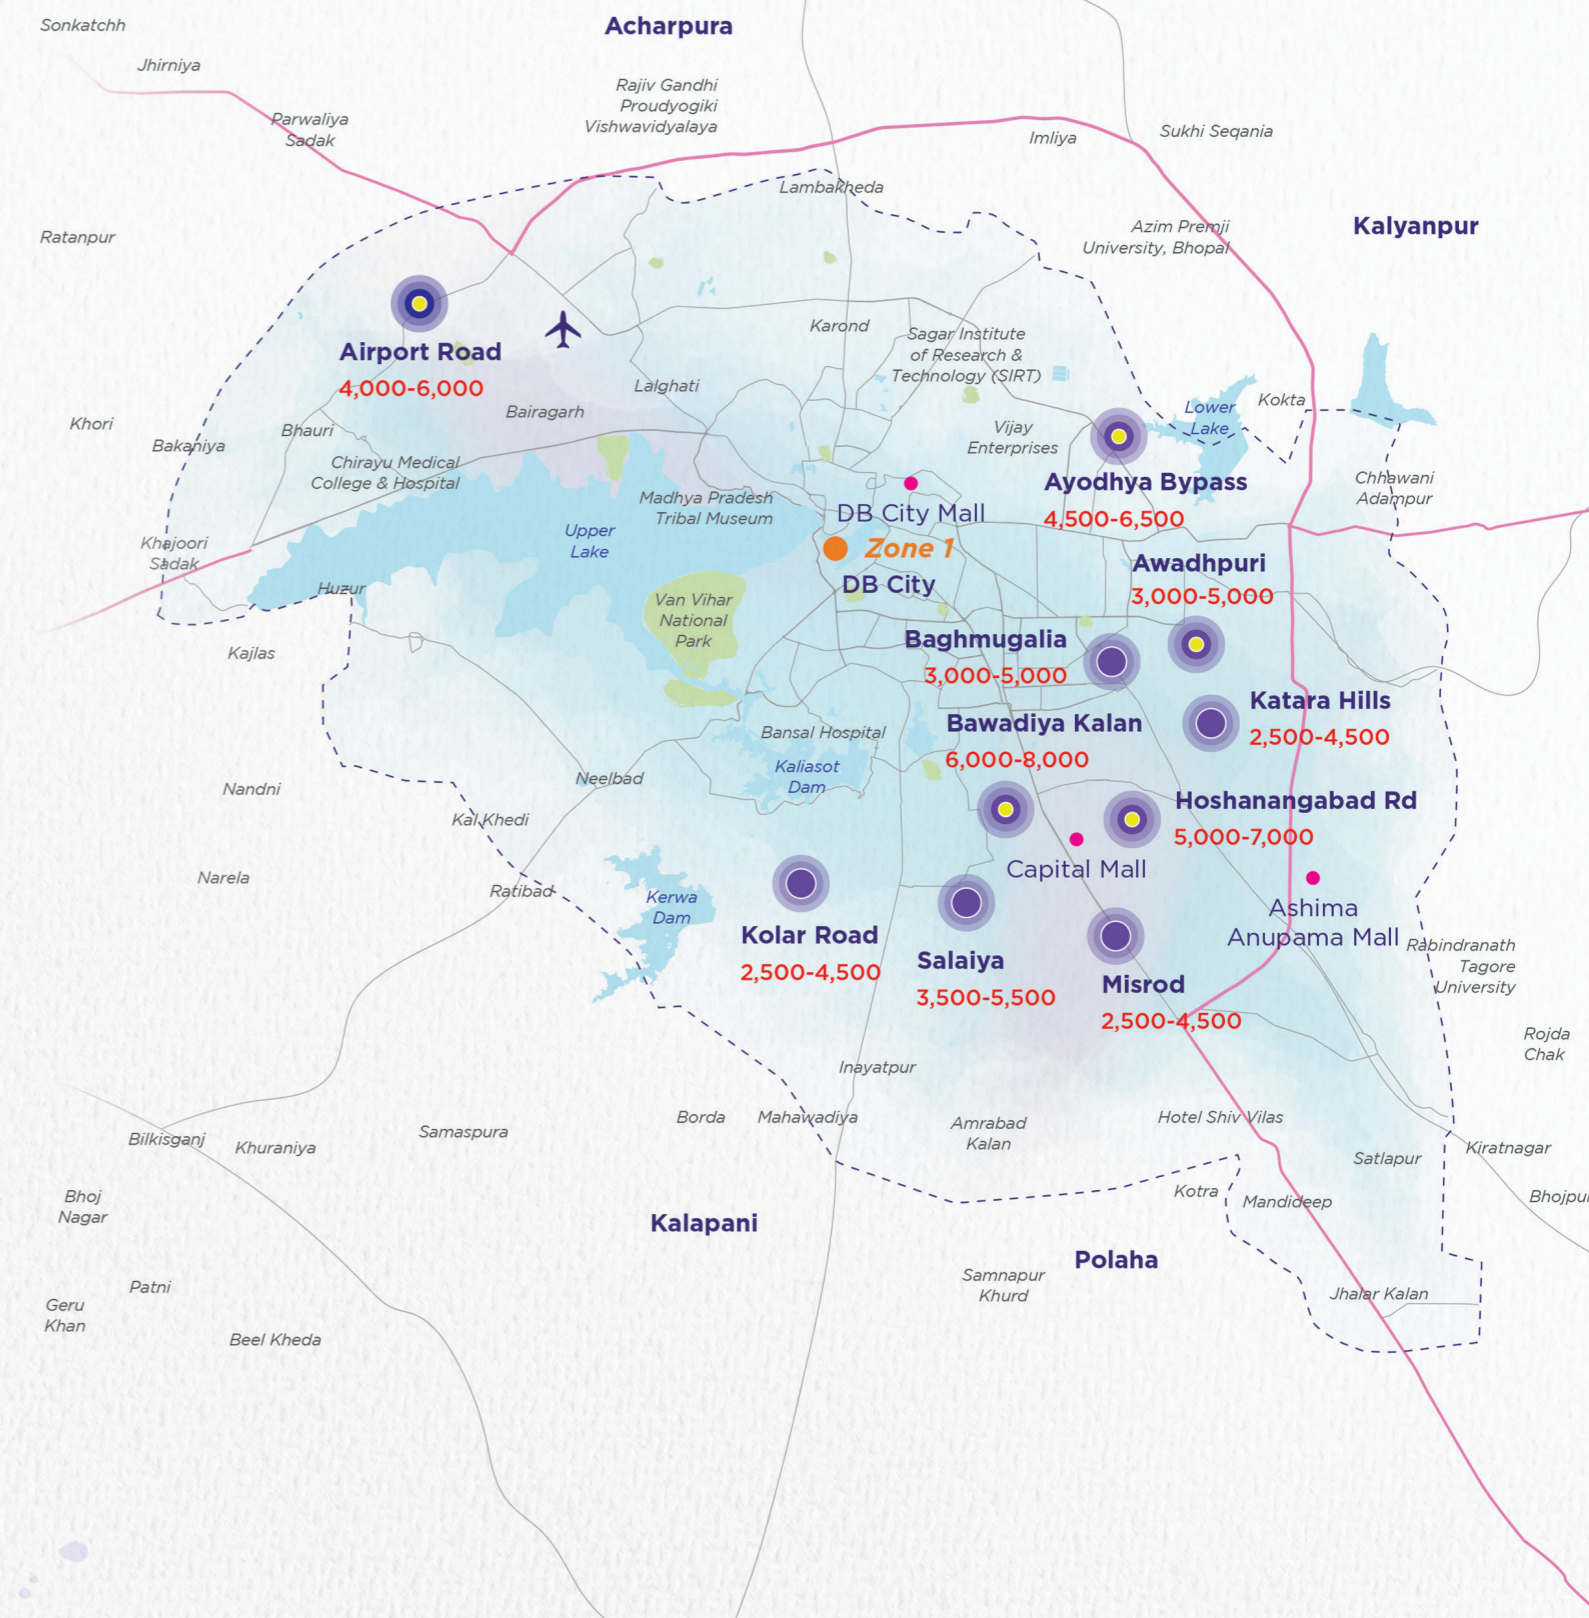 Sonkatchh
Acharpura
Jhirniya
Rajiv Gandhi
Proudyogiki
Vishwavidyalaya
Parwaliya
Sadak
Imliya
Sukhi Seqania
Lambakheda
Ratanpur
Azim Premji
University, Bhopal
Kalyanpur
Airport Road
4,000-6,000
Karond
Sagar Institute
of Research &
Technology (SIRT)
Lalghati
Bairagarh
Khori
Bakaniya
Bhauri
Chirayu Medical
College & Hospital
Vijay
Enterprises
Lower
Lake
Kokta
Ayodhya Bypass
4,500-6,500
Chhawani
Adampur
Madhya Pradesh
Tribal Museum
DB City Mall
Upper
Lake
Zone 1
DB City
Khajoori
Sadak
Huzur
Van Vihar
National
Park
Awadhpuri
3,000-5,000
Baghmugalia
3,000-5,000
Kajlas
Katara Hills
2,500-4,500
Bawadiya Kalan
6,000-8,000
Bansal Hospital
Kaliasot
Dam
Neelbad
Nandni
Kal Khedi
Hoshanangabad Rd
5,000-7,000
Capital Mall
Narela
Ratibad
Kerwa
Dam
Kolar Road
2,500-4,500
Salaiya
3,500-5,500
Misrod
2,500-4,500
Ashima
Anupama Mall
Rabindranath
Tagore
University
Rojda
Chak
Inayatpur
Borda
Mahawadiya
Amrabad
Kalan
Hotel Shiv Vilas
Samaspura
Bilkisganj
Khuraniya
Satlapur
Kiratnagar
Bhoj
Nagar
Kotra
Mandideep
Bhojpu
Kalapani
Polaha
Samnapur
Khurd
Patni
Jhalar Kalan
Geru
Khan
Beel Kheda